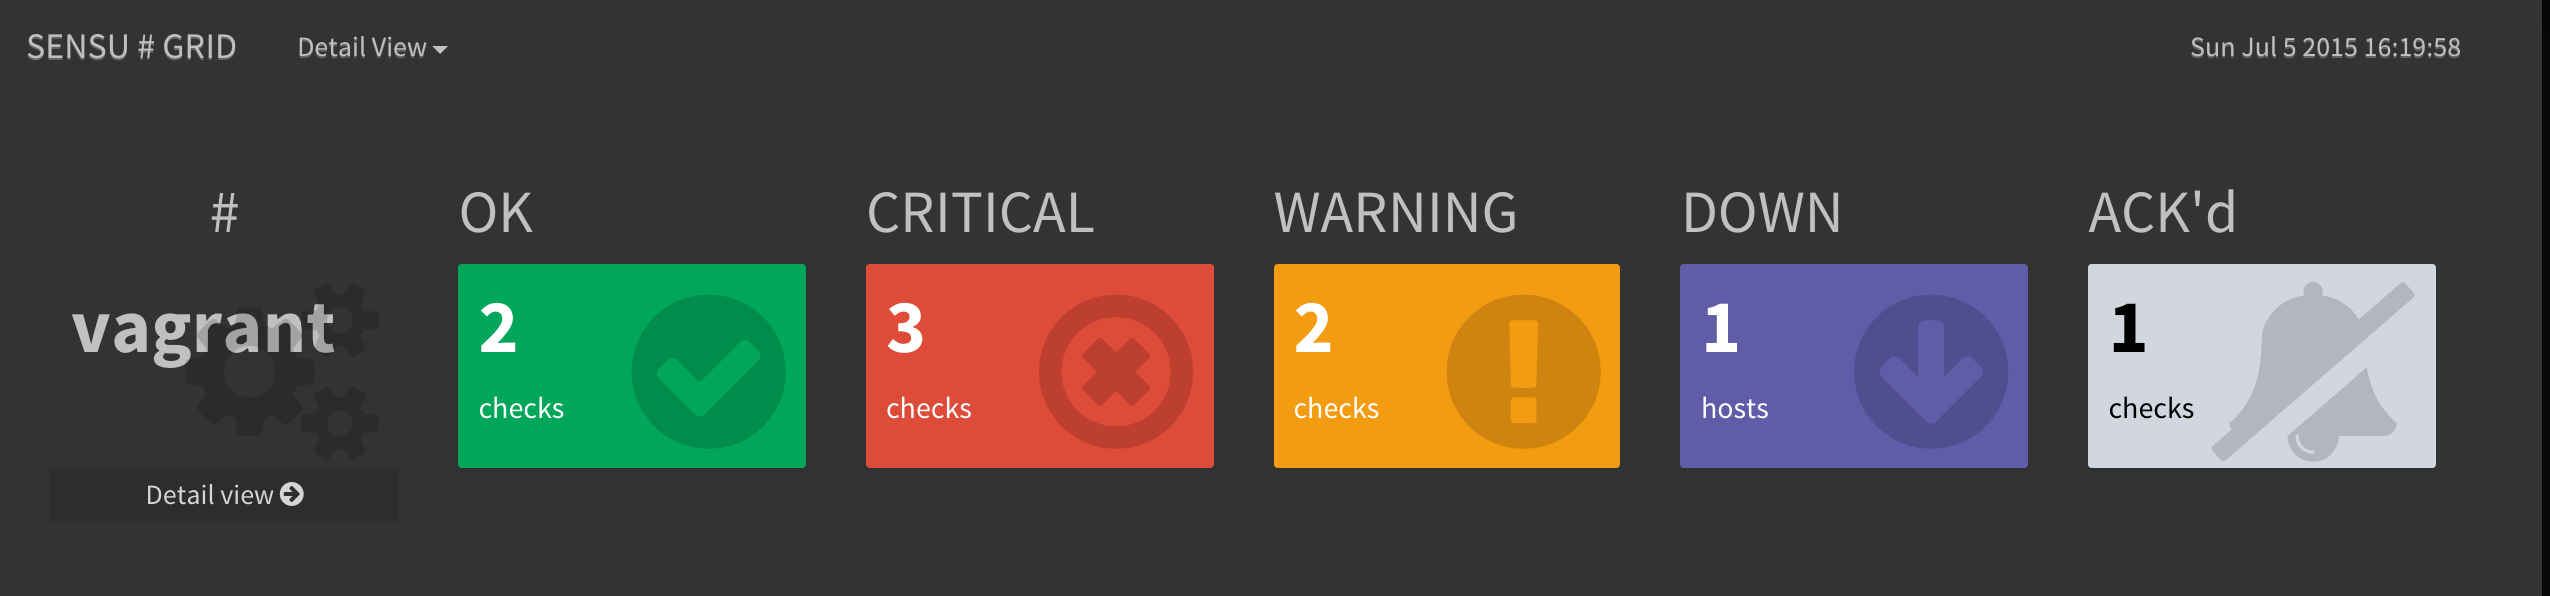 SENSU # GRID Detail View Sun Jul 5 2015 16:19:58
# OK CRITICAL WARNING DOWN ACK'd
vagrant 2 3 2 1 1
checks checks checks hosts checks
Detail view